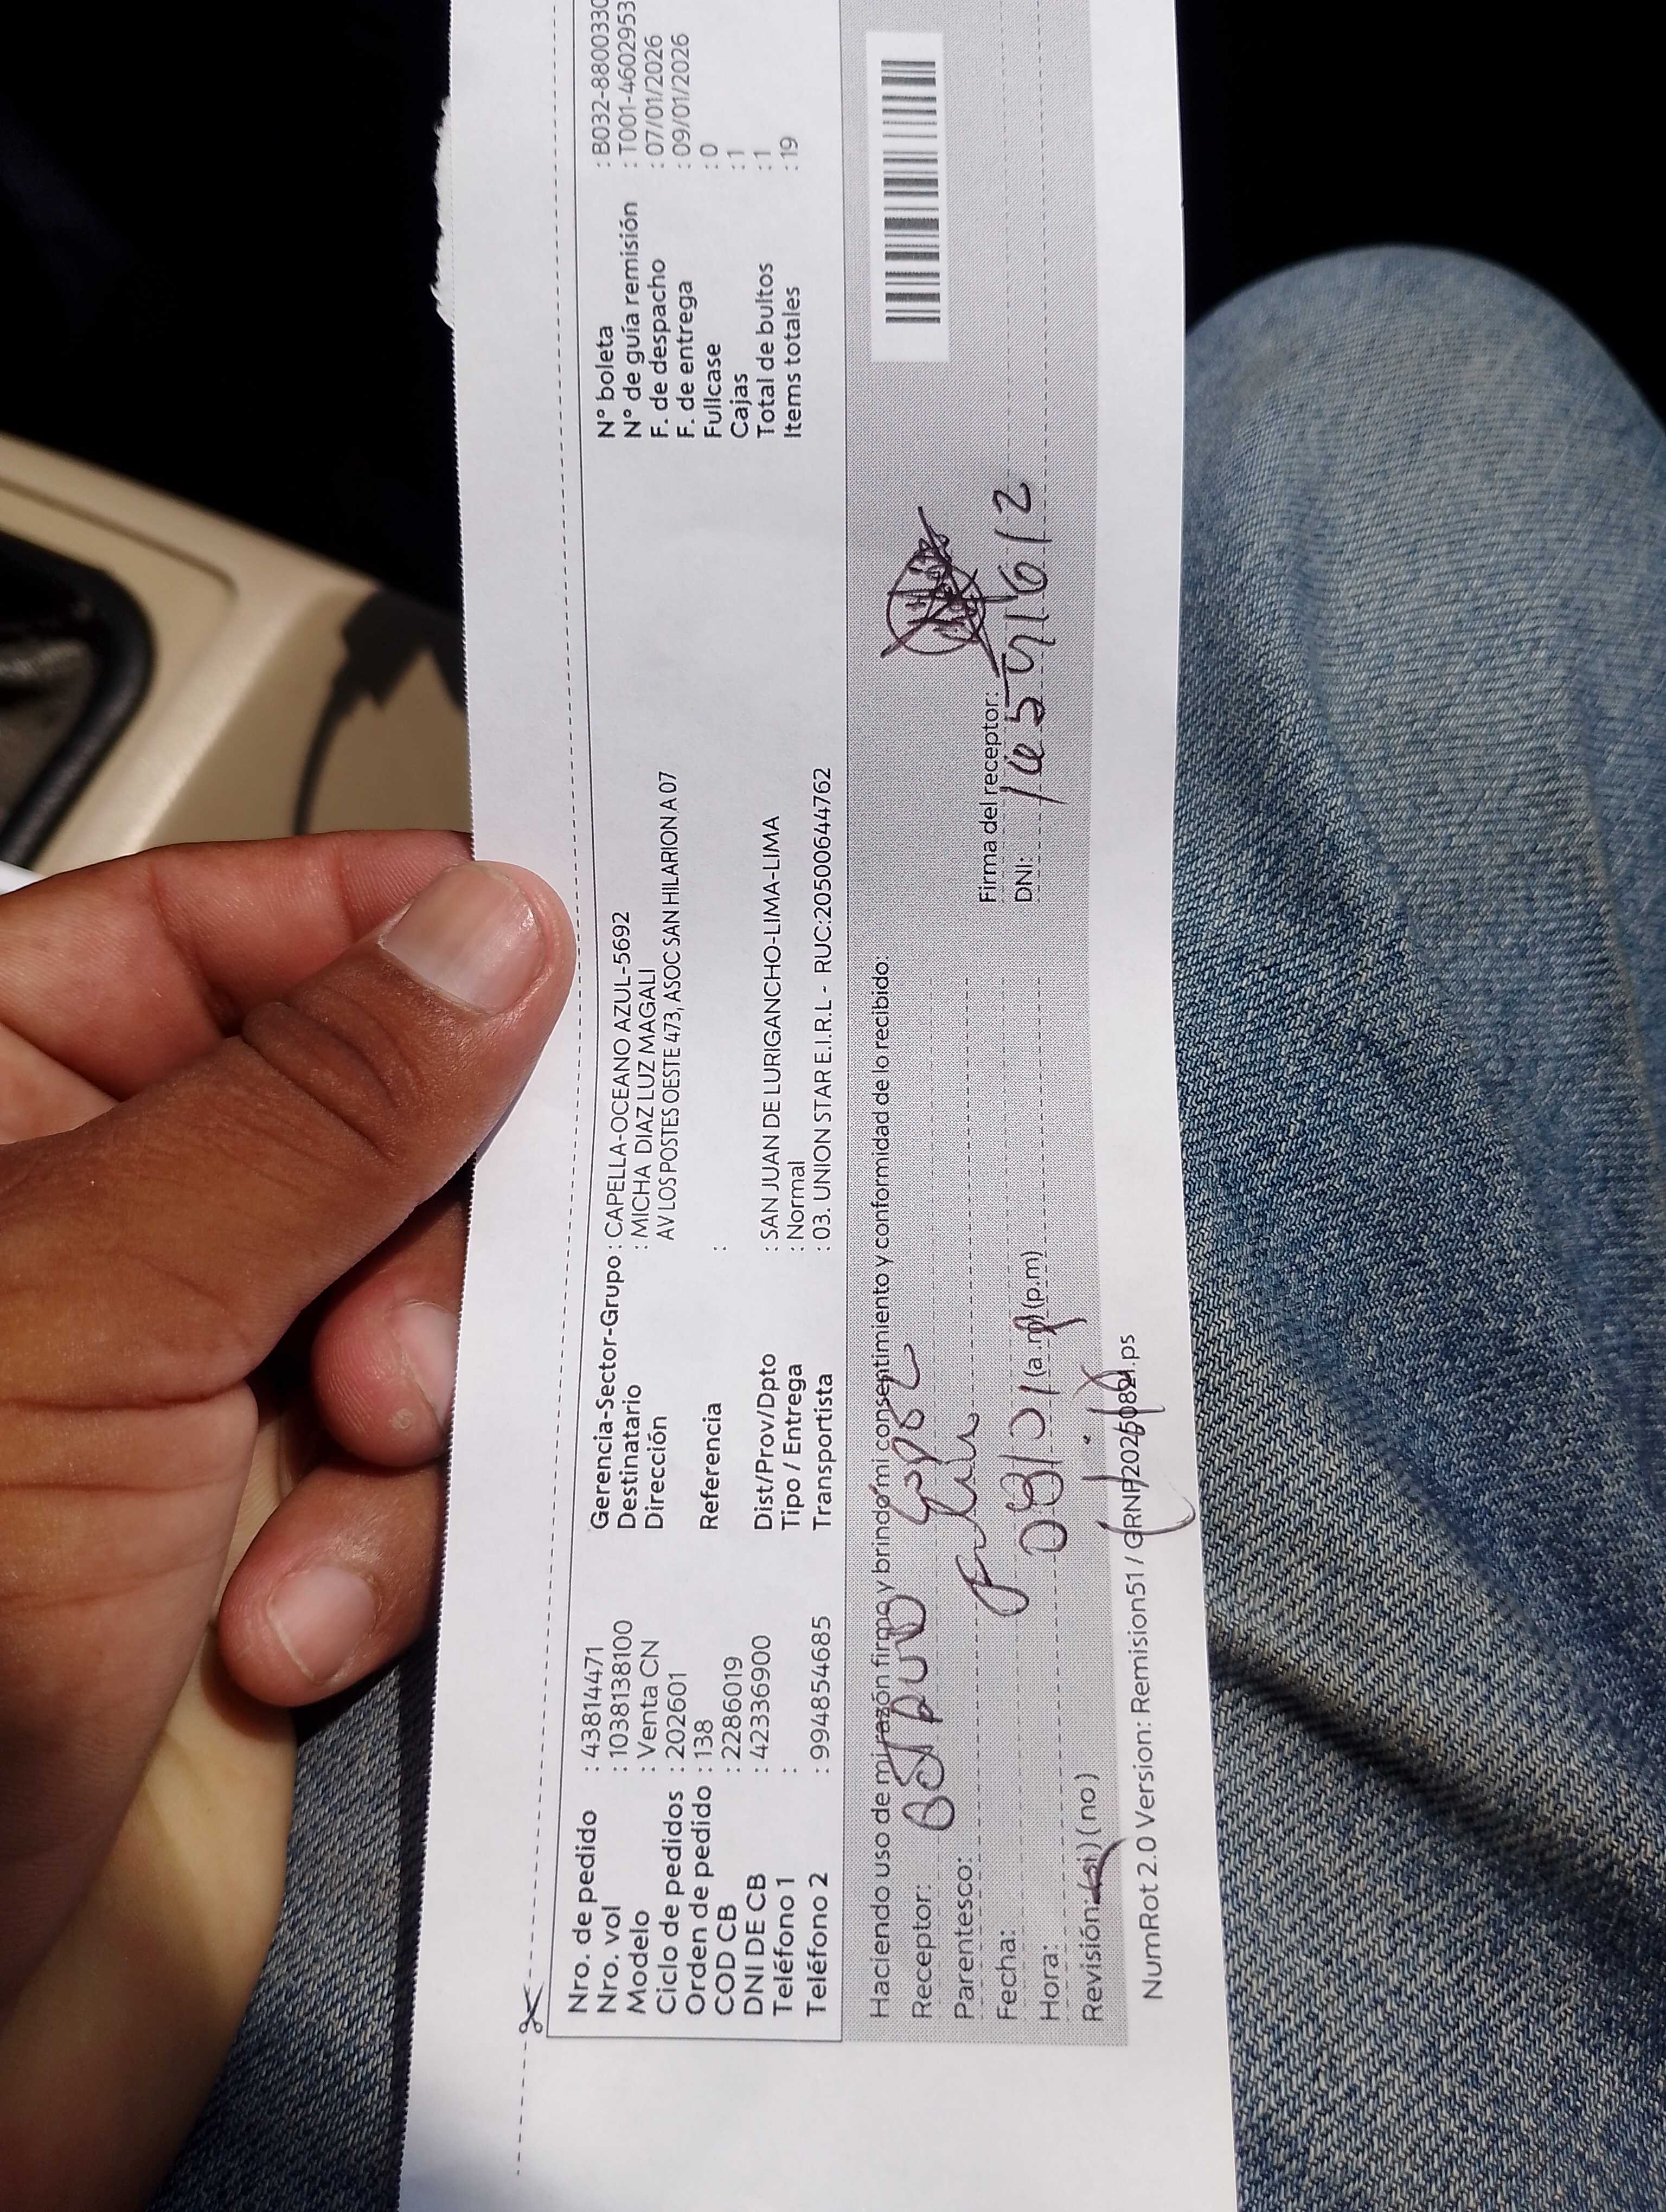 Nro. de pedido : 43814471
Nro. vol : 1038138100
Modelo : Venta CN
Ciclo de pedidos : 202601
Orden de pedido : 138
COD CB : 2286019
DNI DE CB : 42336900
Teléfono 1 :
Teléfono 2 : 994854685
Gerencia-Sector-Grupo : CAPELLA-OCEANO AZUL-5692
Destinatario : MICHA DIAZ LUZ MAGALI
Dirección AV LOS POSTES OESTE 473, ASOC SAN HILARION A 07
Referencia :
Dist/Prov/Dpto : SAN JUAN DE LURIGANCHO-LIMA-LIMA
Tipo / Entrega : Normal
Transportista : 03. UNION STAR E.I.R.L - RUC:20500644762
N° boleta : B032-8800330
N° de guía remisión : T001-4602953
F. de despacho : 07/01/2026
F. de entrega : 09/01/2026
Fullcase : 0
Cajas : 1
Total de bultos : 1
Items totales : 19
Haciendo uso de mi razón firmo y brindo mi consentimiento y conformidad de lo recibido:
Receptor:
Parentesco:
Fecha:
Hora: (a.m) (p.m)
Revisión: (si) (no)
Firma del receptor:
DNI:
NumRot 2.0 Version: Remision51 /